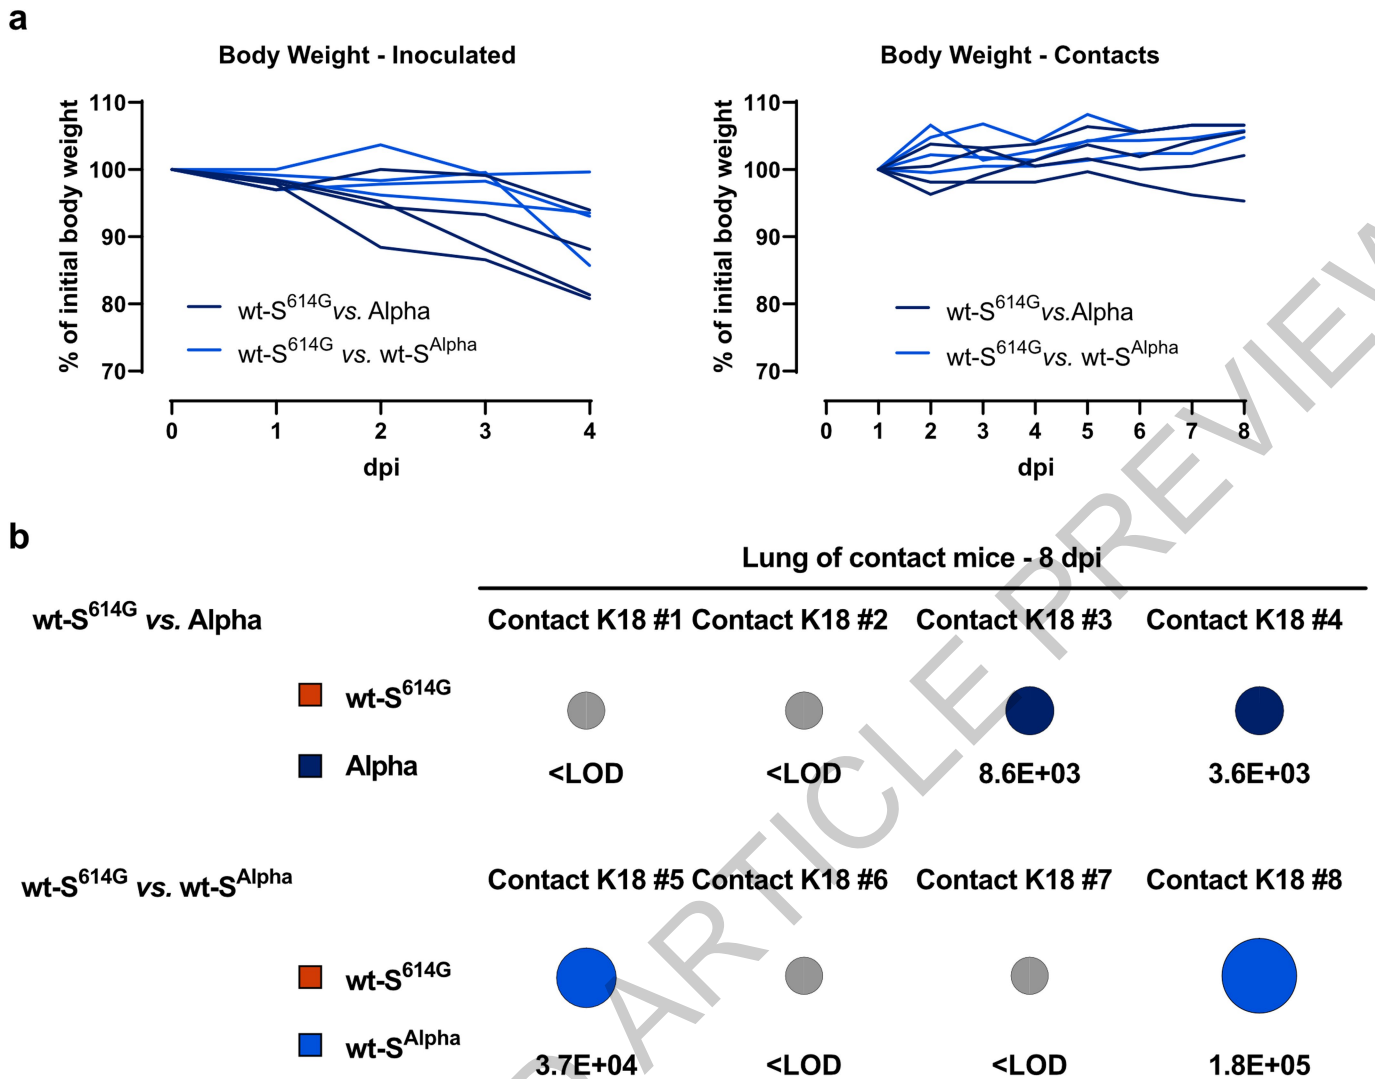 a
Body Weight - Inoculated
% of initial body weight
110
100
90
80
70
wt-S614G vs. Alpha
wt-S614G vs. wt-SAlpha
0 1 2 3 4
dpi
Body Weight - Contacts
% of initial body weight
110
100
90
80
70
wt-S614G vs.Alpha
wt-S614G vs. wt-SAlpha
0 1 2 3 4 5 6 7 8
dpi
b
Lung of contact mice - 8 dpi
wt-S614G vs. Alpha
Contact K18 #1 Contact K18 #2 Contact K18 #3 Contact K18 #4
wt-S614G
Alpha
<LOD <LOD 8.6E+03 3.6E+03
wt-S614G vs. wt-SAlpha
Contact K18 #5 Contact K18 #6 Contact K18 #7 Contact K18 #8
wt-S614G
wt-SAlpha
3.7E+04 <LOD <LOD 1.8E+05
ARTICLE PREVIEW